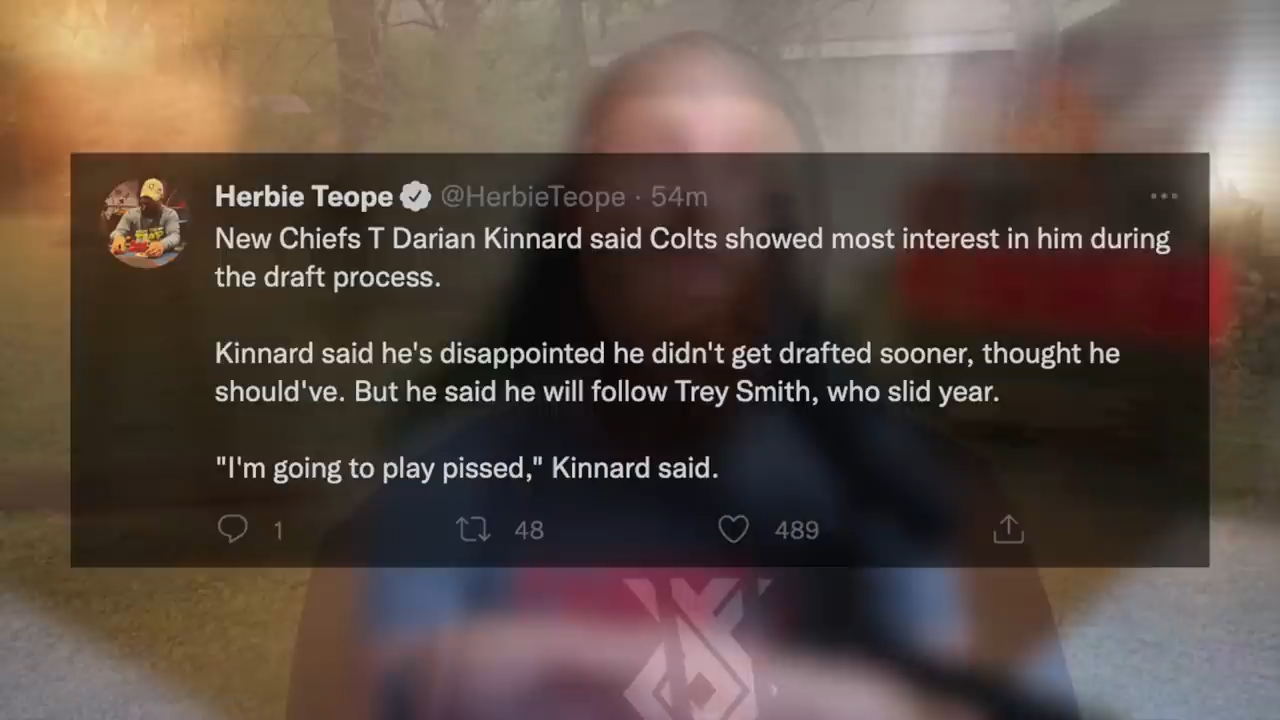 Herbie Teope @HerbieTeope · 54m
New Chiefs T Darian Kinnard said Colts showed most interest in him during
the draft process.
Kinnard said he's disappointed he didn't get drafted sooner, thought he
should've. But he said he will follow Trey Smith, who slid year.
"I'm going to play pissed," Kinnard said.
1 48 489